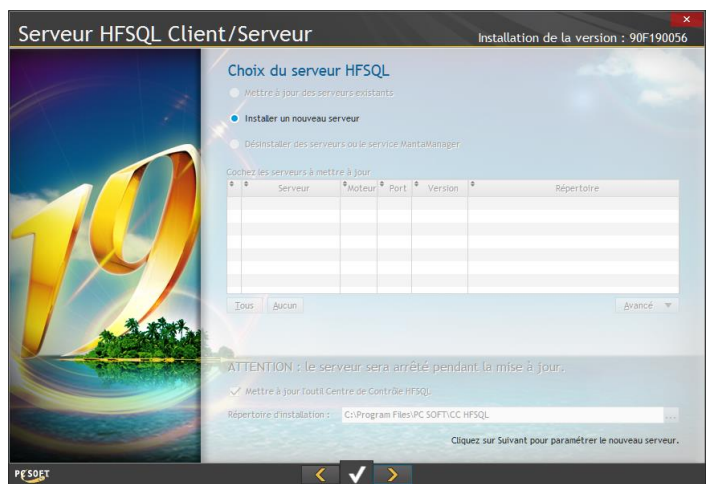 Serveur HFSQL Client/Serveur
Installation de la version : 90F190056
Choix du serveur HFSQL
Mettre à jour des serveurs existants
Installer un nouveau serveur
Désinstaller des serveurs ou le service MantaManager
Cochez les serveurs à mettre à jour
Serveur Moteur Port Version Répertoire
Tous Aucun Avancé
19
ATTENTION : le serveur sera arrêté pendant la mise à jour.
Mettre à jour l'outil Centre de Contrôle HFSQL
Répertoire d'installation : C:\Program Files\PC SOFT\CC HFSQL ...
Cliquez sur Suivant pour paramétrer le nouveau serveur.
PC SOFT